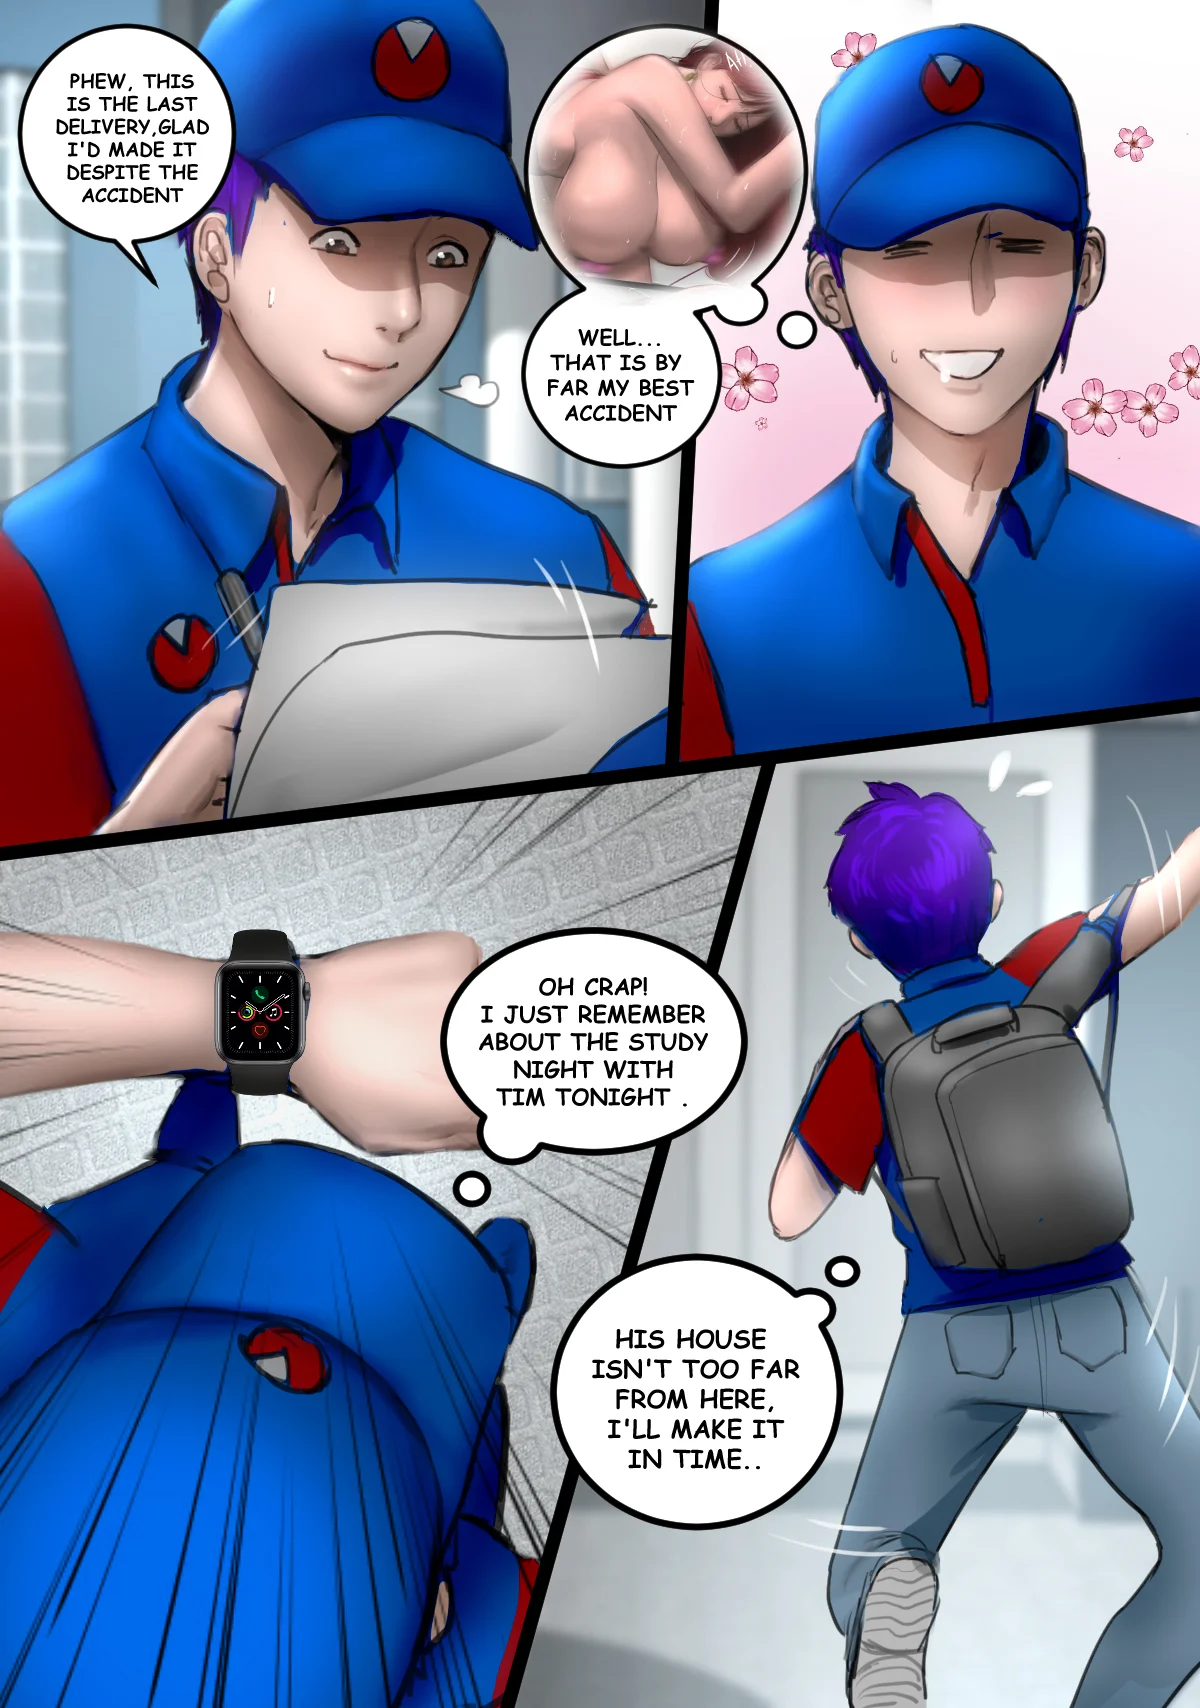 PHEW, THIS
IS THE LAST
DELIVERY,GLAD
I'D MADE IT
DESPITE THE
ACCIDENT
WELL...
THAT IS BY
FAR MY BEST
ACCIDENT
OH CRAP!
I JUST REMEMBER
ABOUT THE STUDY
NIGHT WITH
TIM TONIGHT .
HIS HOUSE
ISN'T TOO FAR
FROM HERE,
I'LL MAKE IT
IN TIME..